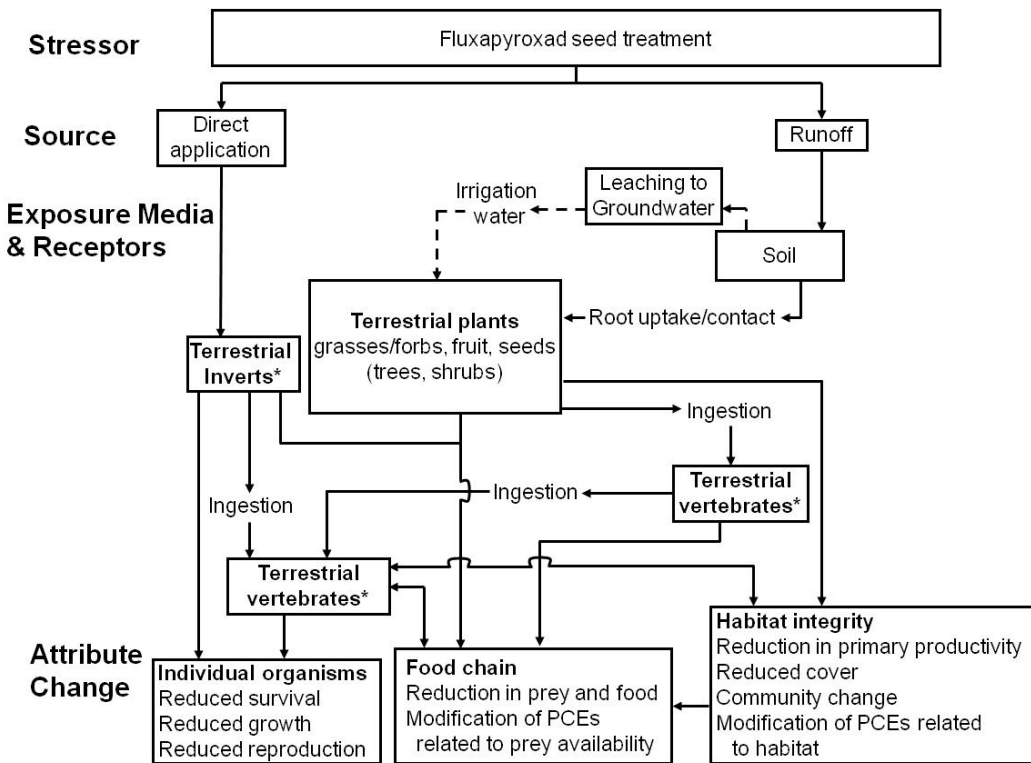 Stressor
Fluxapyroxad seed treatment
Source
Direct
application
Runoff
Exposure Media
& Receptors
Irrigation
water
Leaching to
Groundwater
Soil
Terrestrial plants
grasses/forbs, fruit, seeds
(trees, shrubs)
Root uptake/contact
Terrestrial
Inverts*
Ingestion
Terrestrial
vertebrates*
Ingestion
Ingestion
Terrestrial
vertebrates*
Attribute
Change
Individual organisms
Reduced survival
Reduced growth
Reduced reproduction
Food chain
Reduction in prey and food
Modification of PCEs
related to prey availability
Habitat integrity
Reduction in primary productivity
Reduced cover
Community change
Modification of PCEs related
to habitat